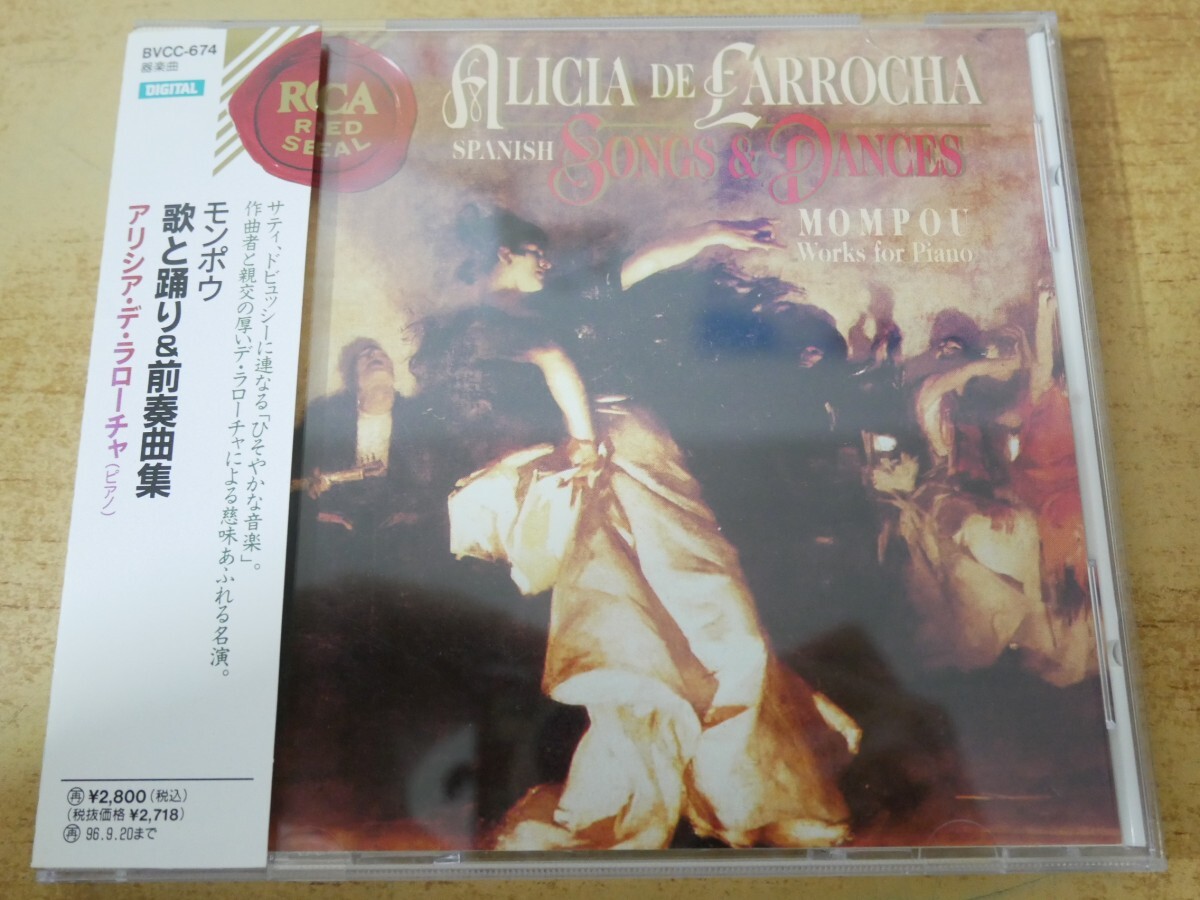 BVCC-674
器楽曲
DIGITAL
モンポウ
歌と踊り&前奏曲集
アリシア・デ・ラローチャ(ピアノ)
サティ、ドビュッシーに連なる「ひそやかな音楽」。
作曲者と親交の厚いデ・ラローチャによる慈味あふれる名演。
再 ¥2,800(税込)
(税抜価格 ¥2,718)
再 96.9.20まで
RCA
RED
SEAL
ALICIA DE LARROCHA
SPANISH SONGS & DANCES
MOMPOU
Works for Piano